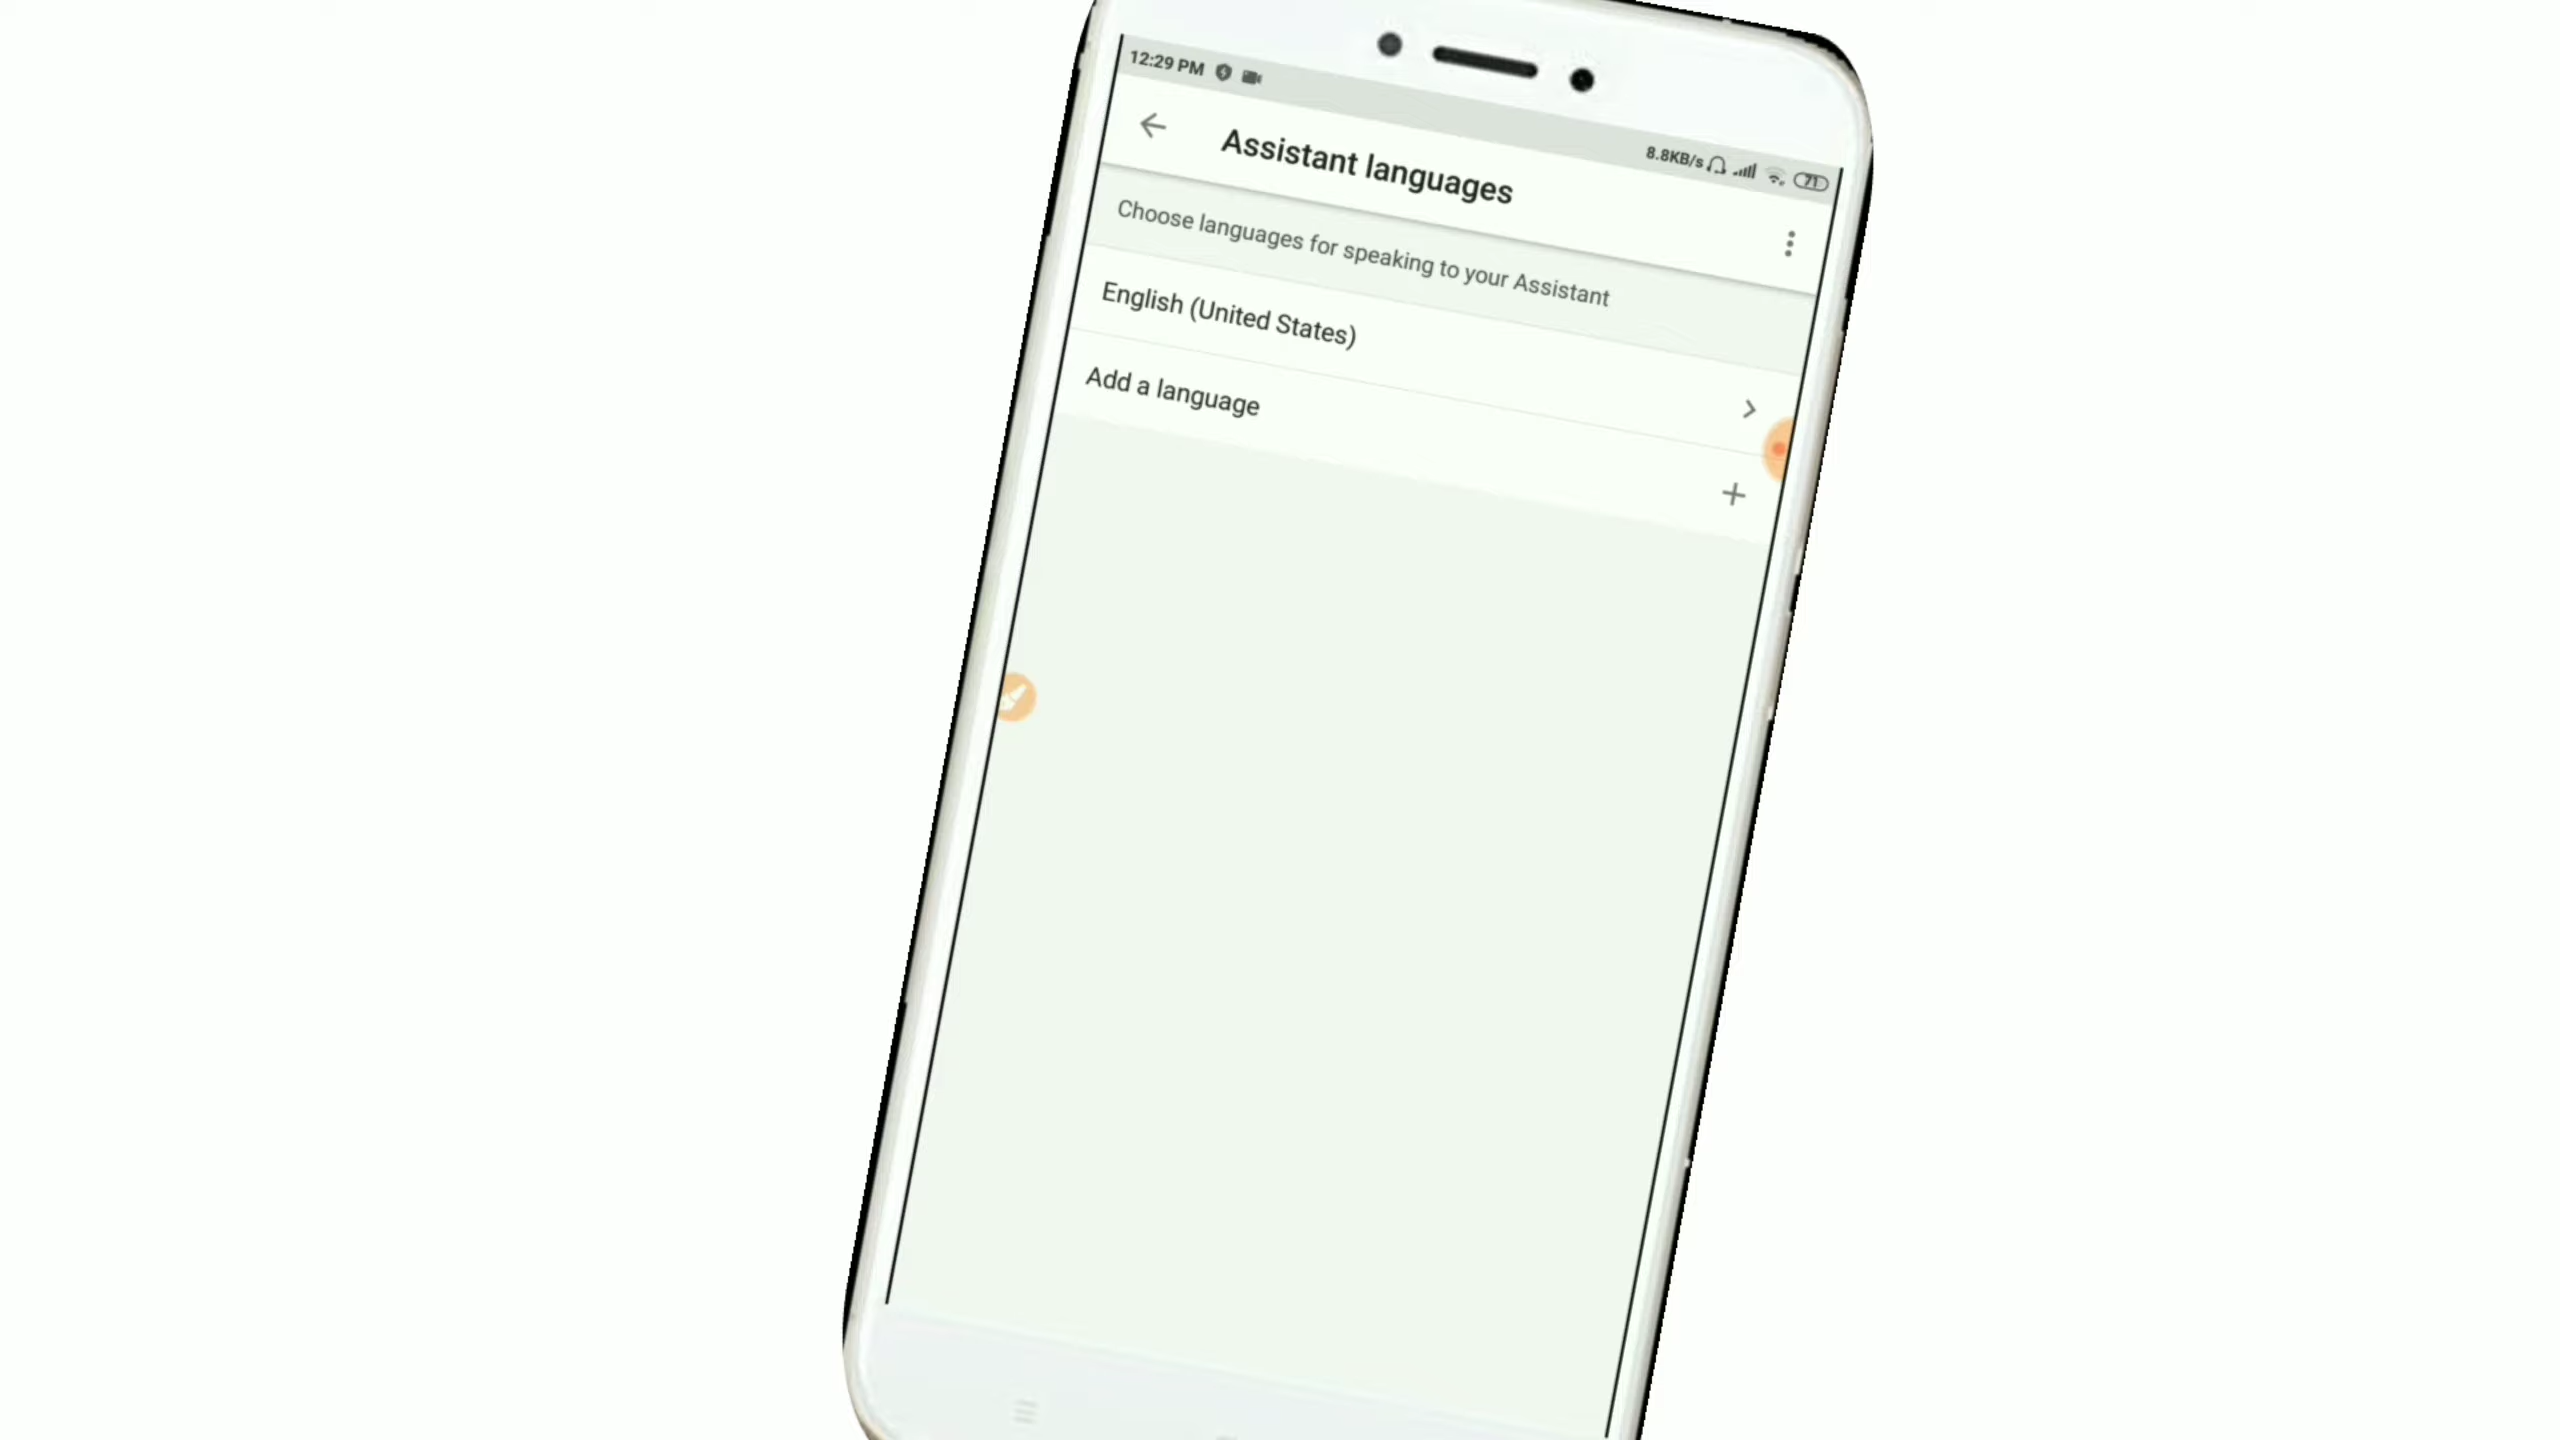 12:29 PM
8.8KB/s 71
Assistant languages
Choose languages for speaking to your Assistant
English (United States)
Add a language